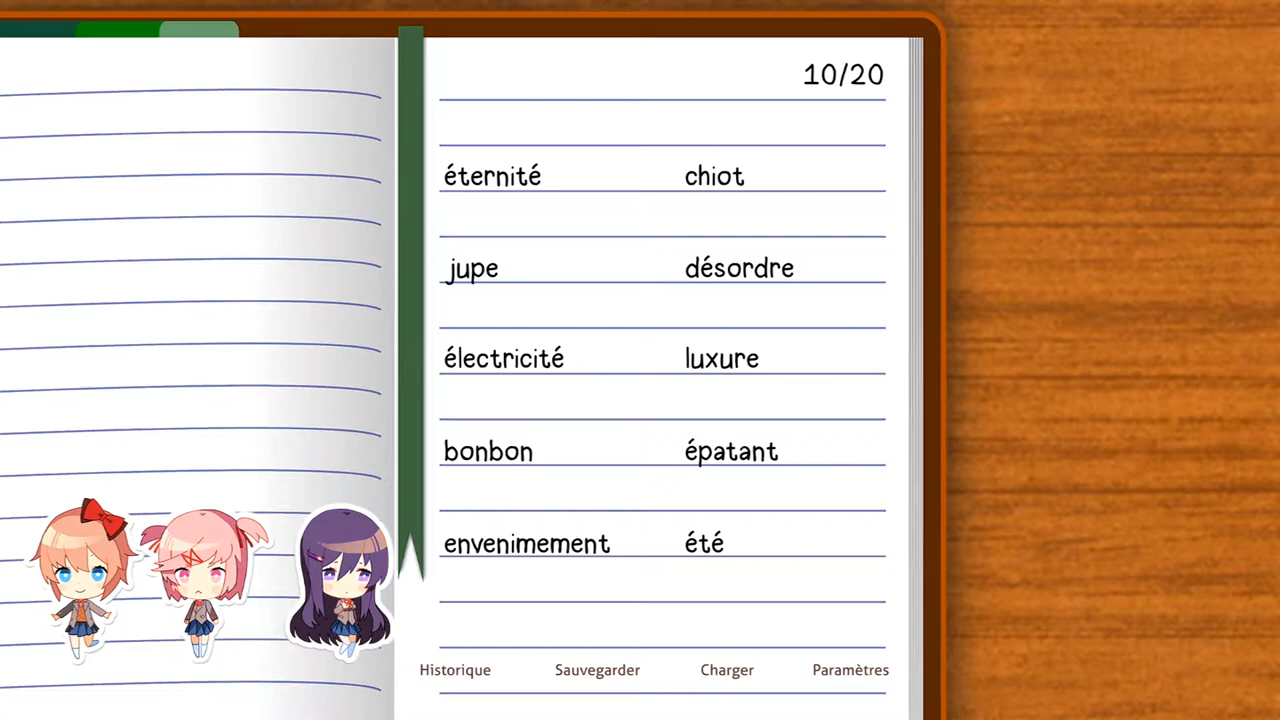 10/20
éternité chiot
jupe désordre
électricité luxure
bonbon épatant
envenimement été
Historique Sauvegarder Charger Paramètres